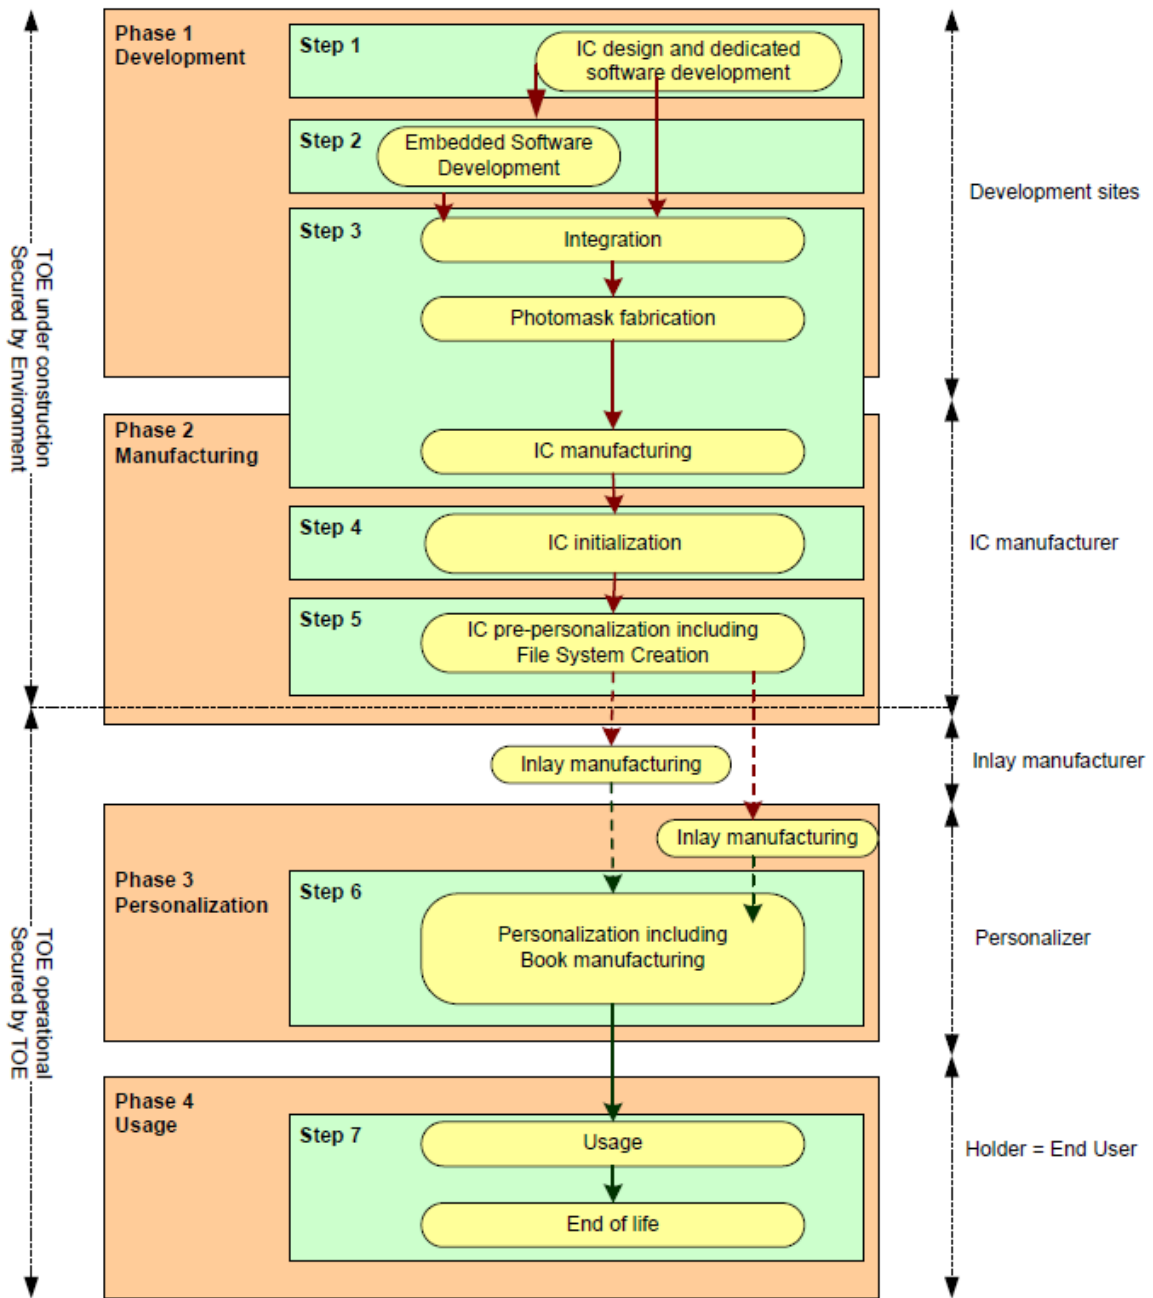 Phase 1
Development
Step 1
IC design and dedicated
software development
Step 2
Embedded Software
Development
Development sites
Step 3
Integration
Photomask fabrication
TOE under construction
Secured by Environment
Phase 2
Manufacturing
IC manufacturing
Step 4
IC initialization
IC manufacturer
Step 5
IC pre-personalization including
File System Creation
Inlay manufacturing
Inlay manufacturer
Inlay manufacturing
Phase 3
Personalization
Step 6
Personalization including
Book manufacturing
Personalizer
TOE operational
Secured by TOE
Phase 4
Usage
Step 7
Usage
Holder = End User
End of life